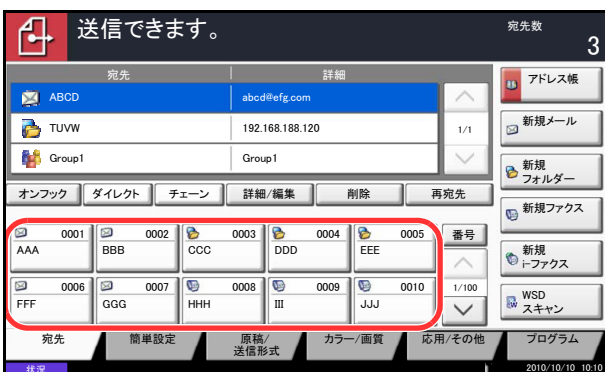 送信できます。
宛先数
3
宛先 詳細
ABCD abcd@efg.com
TUVW 192.168.188.120
1/1
Group1 Group1
アドレス帳
新規メール
新規
フォルダー
新規ファクス
新規
i-ファクス
WSD
スキャン
オンフック ダイレクト チェーン 詳細/編集 削除 再宛先
0001 0002 0003 0004 0005
AAA BBB CCC DDD EEE
番号
0006 0007 0008 0009 0010
FFF GGG HHH III JJJ
1/100
宛先 簡単設定 原稿/
送信形式 カラー/画質 応用/その他 プログラム
状況 2010/10/10 10:10